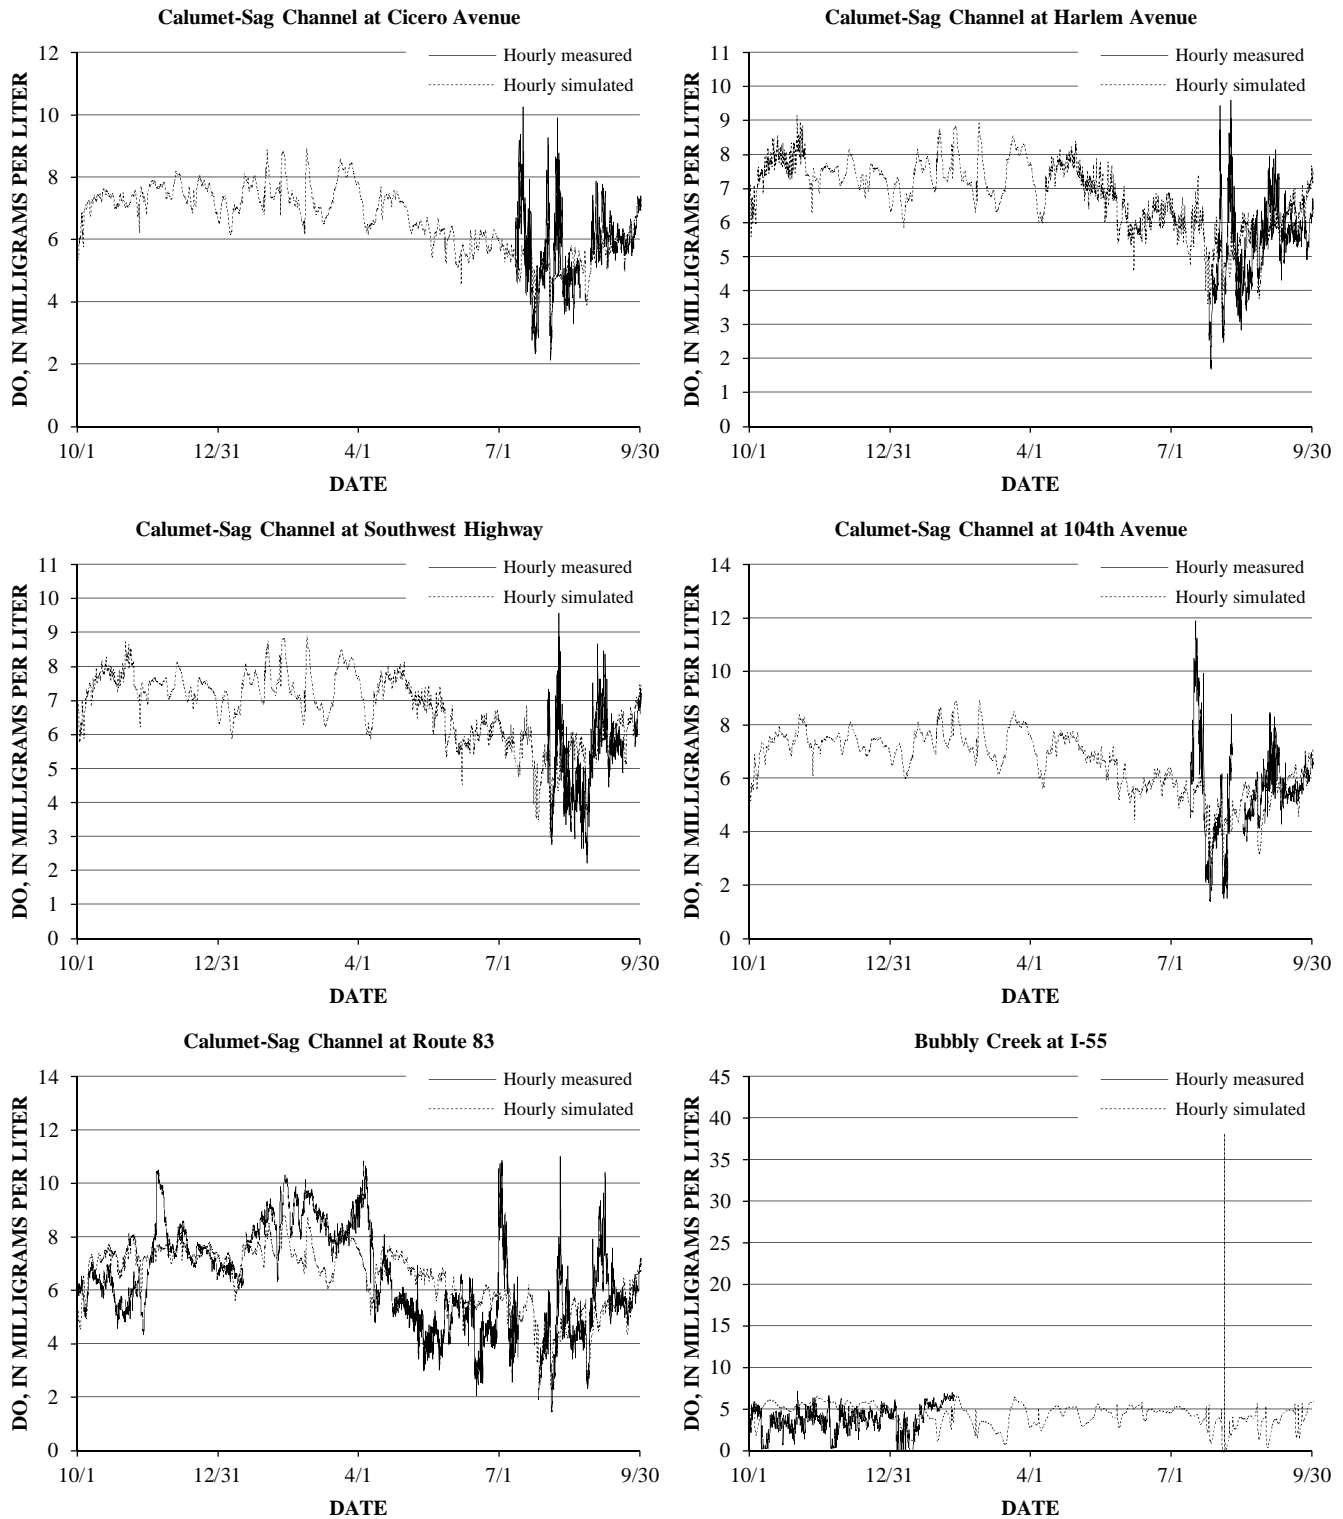 Calumet-Sag Channel at Cicero Avenue
Hourly measured
Hourly simulated
DO, IN MILLIGRAMS PER LITER
12
10
8
6
4
2
0
10/1 12/31 4/1 7/1 9/30
DATE
Calumet-Sag Channel at Harlem Avenue
Hourly measured
Hourly simulated
DO, IN MILLIGRAMS PER LITER
11
10
9
8
7
6
5
4
3
2
1
0
10/1 12/31 4/1 7/1 9/30
DATE
Calumet-Sag Channel at Southwest Highway
Hourly measured
Hourly simulated
DO, IN MILLIGRAMS PER LITER
11
10
9
8
7
6
5
4
3
2
1
0
10/1 12/31 4/1 7/1 9/30
DATE
Calumet-Sag Channel at 104th Avenue
Hourly measured
Hourly simulated
DO, IN MILLIGRAMS PER LITER
14
12
10
8
6
4
2
0
10/1 12/31 4/1 7/1 9/30
DATE
Calumet-Sag Channel at Route 83
Hourly measured
Hourly simulated
DO, IN MILLIGRAMS PER LITER
14
12
10
8
6
4
2
0
10/1 12/31 4/1 7/1 9/30
DATE
Bubbly Creek at I-55
Hourly measured
Hourly simulated
DO, IN MILLIGRAMS PER LITER
45
40
35
30
25
20
15
10
5
0
10/1 12/31 4/1 7/1 9/30
DATE